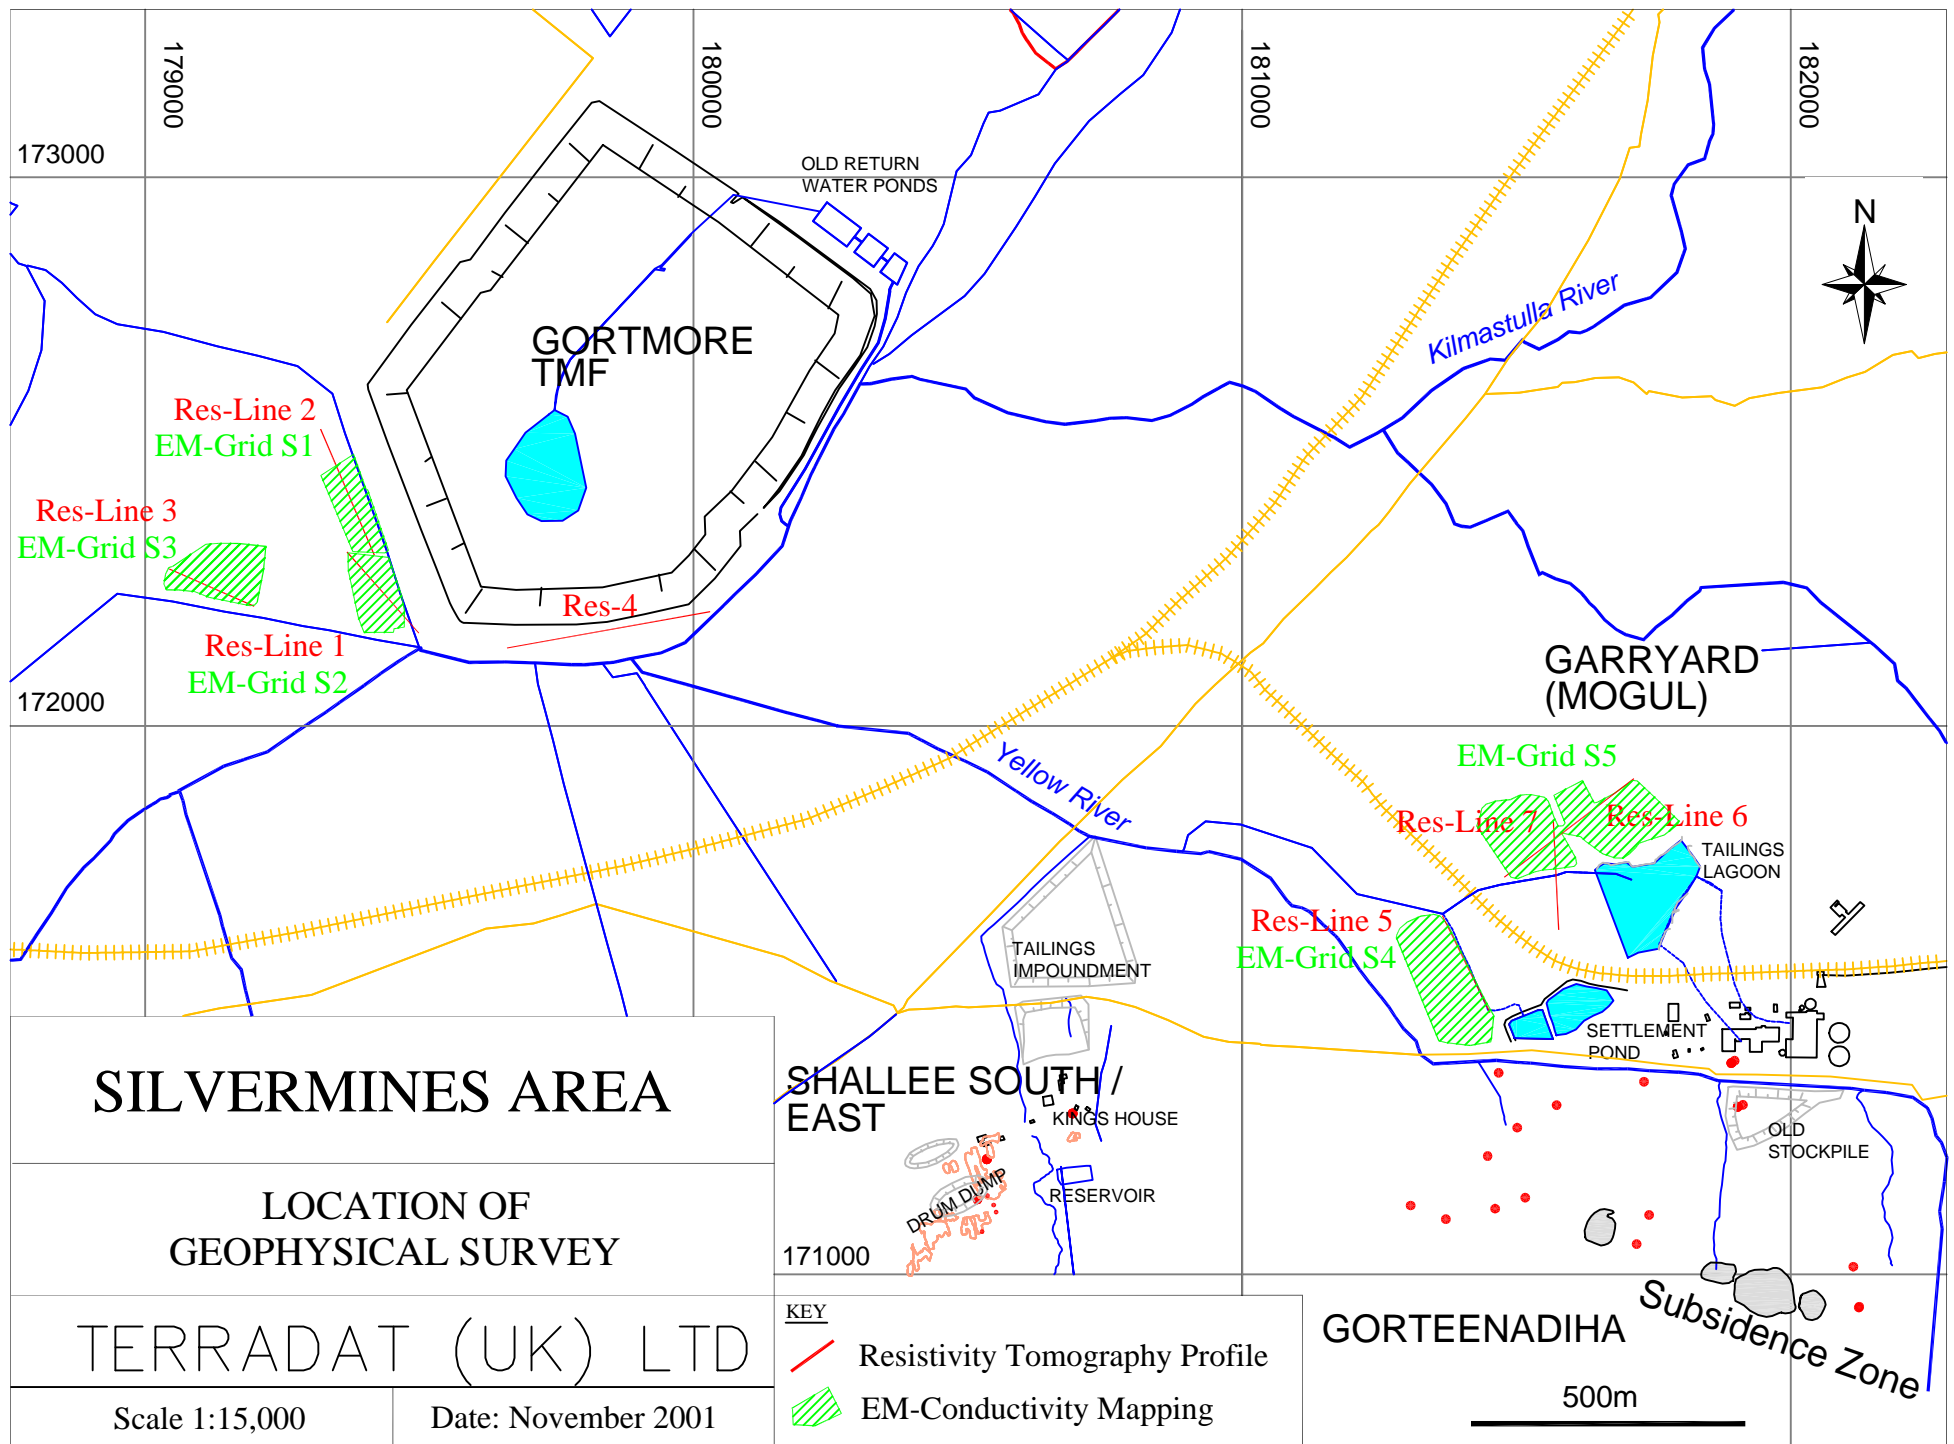 179000
180000
181000
182000
173000
OLD RETURN
WATER PONDS
N
Kilmastulla River
GORTMORE
TMF
Res-Line 2
EM-Grid S1
Res-Line 3
EM-Grid S3
Res-4
Res-Line 1
EM-Grid S2
GARRYARD
(MOGUL)
172000
Yellow River
EM-Grid S5
Res-Line 7
Res-Line 6
TAILINGS
LAGOON
Res-Line 5
EM-Grid S4
TAILINGS
IMPOUNDMENT
SETTLEMENT
POND
SHALLEE SOUTH /
EAST
KINGS HOUSE
OLD
STOCKPILE
DRUM DUMP
RESERVOIR
171000
Subsidence Zone
GORTEENADIHA
500m
SILVERMINES AREA
LOCATION OF
GEOPHYSICAL SURVEY
TERRADAT (UK) LTD
Scale 1:15,000
Date: November 2001
KEY
Resistivity Tomography Profile
EM-Conductivity Mapping